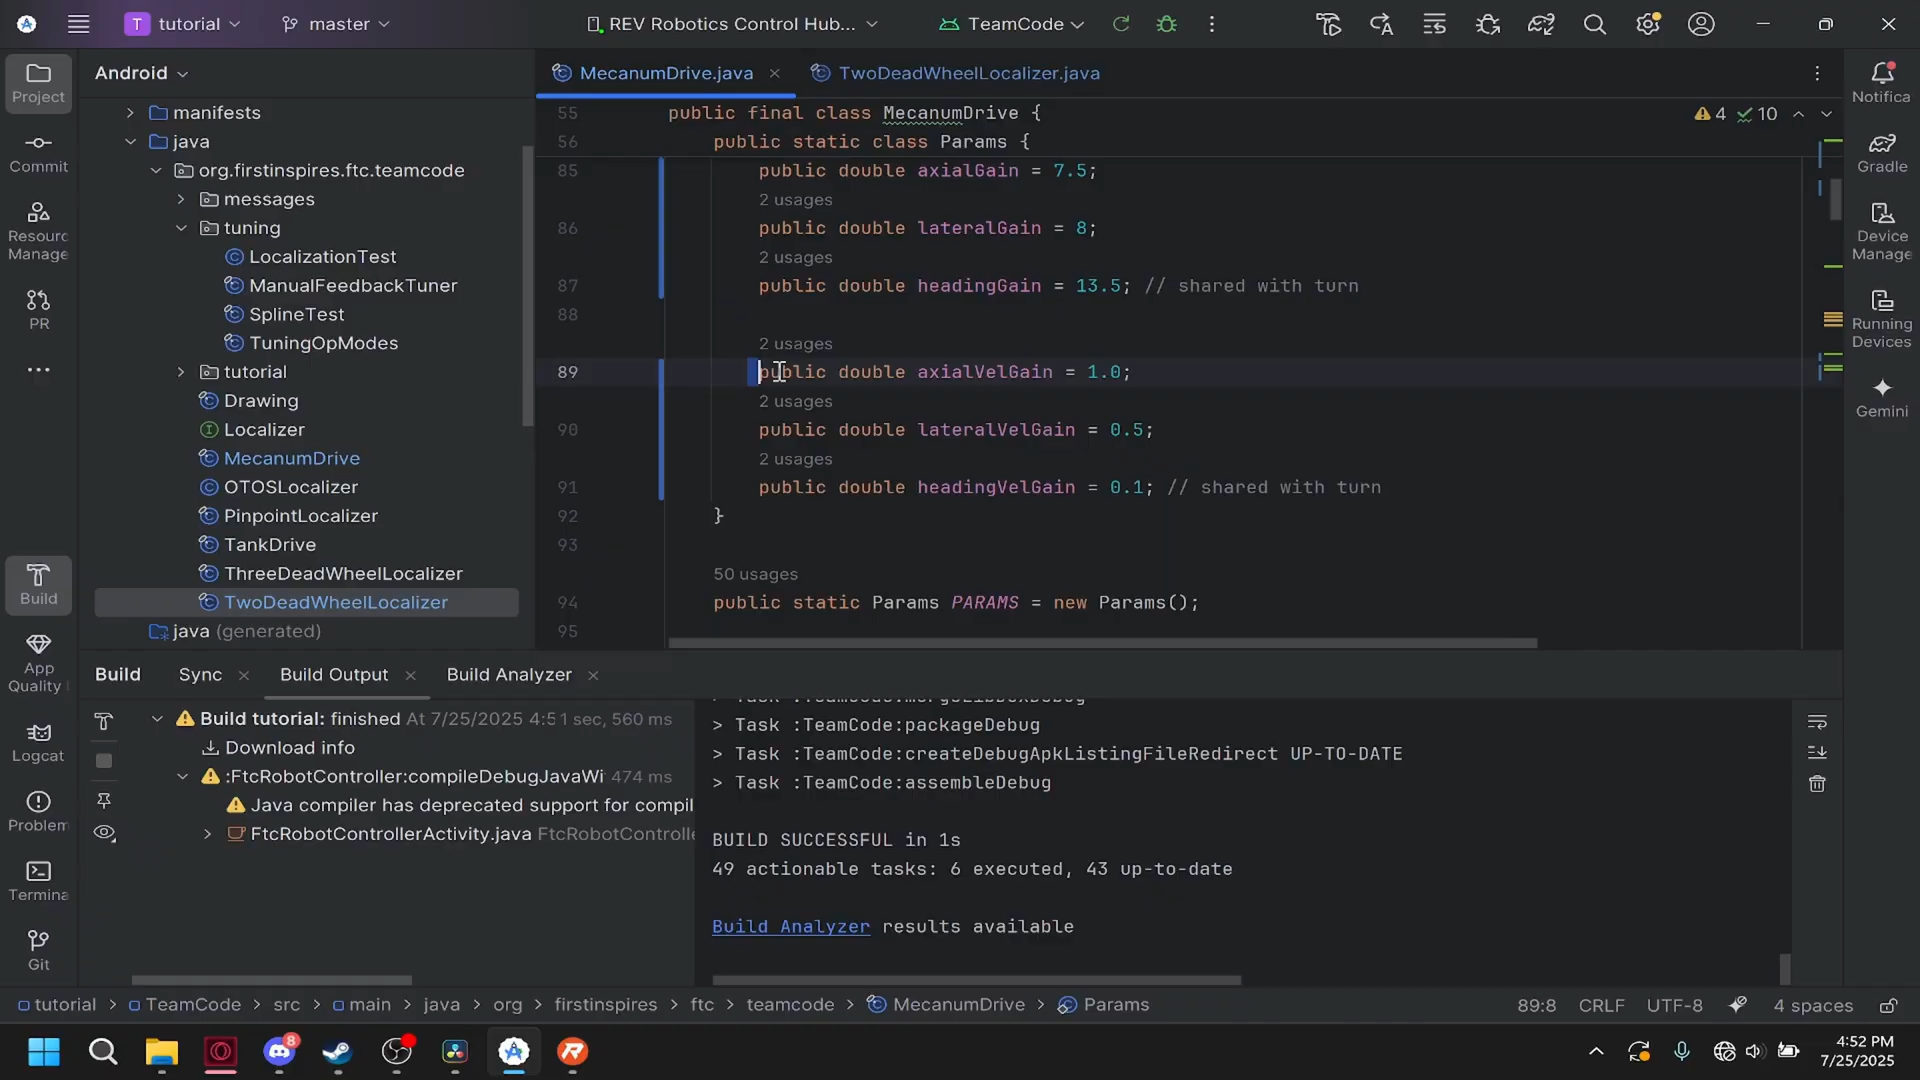 T tutorial master REV Robotics Control Hub... TeamCode
Project
Commit
Resourc
Manage
PR
Build
App
Quality
Logcat
Problem
Termina
Git
Android
manifests
java
org.firstinspires.ftc.teamcode
messages
tuning
LocalizationTest
ManualFeedbackTuner
SplineTest
TuningOpModes
tutorial
Drawing
Localizer
MecanumDrive
OTOSLocalizer
PinpointLocalizer
TankDrive
ThreeDeadWheelLocalizer
TwoDeadWheelLocalizer
java (generated)
MecanumDrive.java TwoDeadWheelLocalizer.java
4 10
55 public final class MecanumDrive {
56 public static class Params {
85 public double axialGain = 7.5;
2 usages
86 public double lateralGain = 8;
2 usages
87 public double headingGain = 13.5; // shared with turn
88
2 usages
89 public double axialVelGain = 1.0;
2 usages
90 public double lateralVelGain = 0.5;
2 usages
91 public double headingVelGain = 0.1; // shared with turn
92 }
93
50 usages
94 public static Params PARAMS = new Params();
95
Notifica
Gradle
Device
Manage
Running
Devices
Gemini
Build Sync Build Output Build Analyzer
Build tutorial: finished At 7/25/2025 4:5 1 sec, 560 ms
Download info
:FtcRobotController:compileDebugJavaWi 474 ms
Java compiler has deprecated support for compil
FtcRobotControllerActivity.java FtcRobotControlle
> Task :TeamCode:mergeLibDexDebug
> Task :TeamCode:packageDebug
> Task :TeamCode:createDebugApkListingFileRedirect UP-TO-DATE
> Task :TeamCode:assembleDebug
BUILD SUCCESSFUL in 1s
49 actionable tasks: 6 executed, 43 up-to-date
Build Analyzer results available
tutorial > TeamCode > src > main > java > org > firstinspires > ftc > teamcode > MecanumDrive > Params 89:8 CRLF UTF-8 4 spaces
8
4:52 PM
7/25/2025